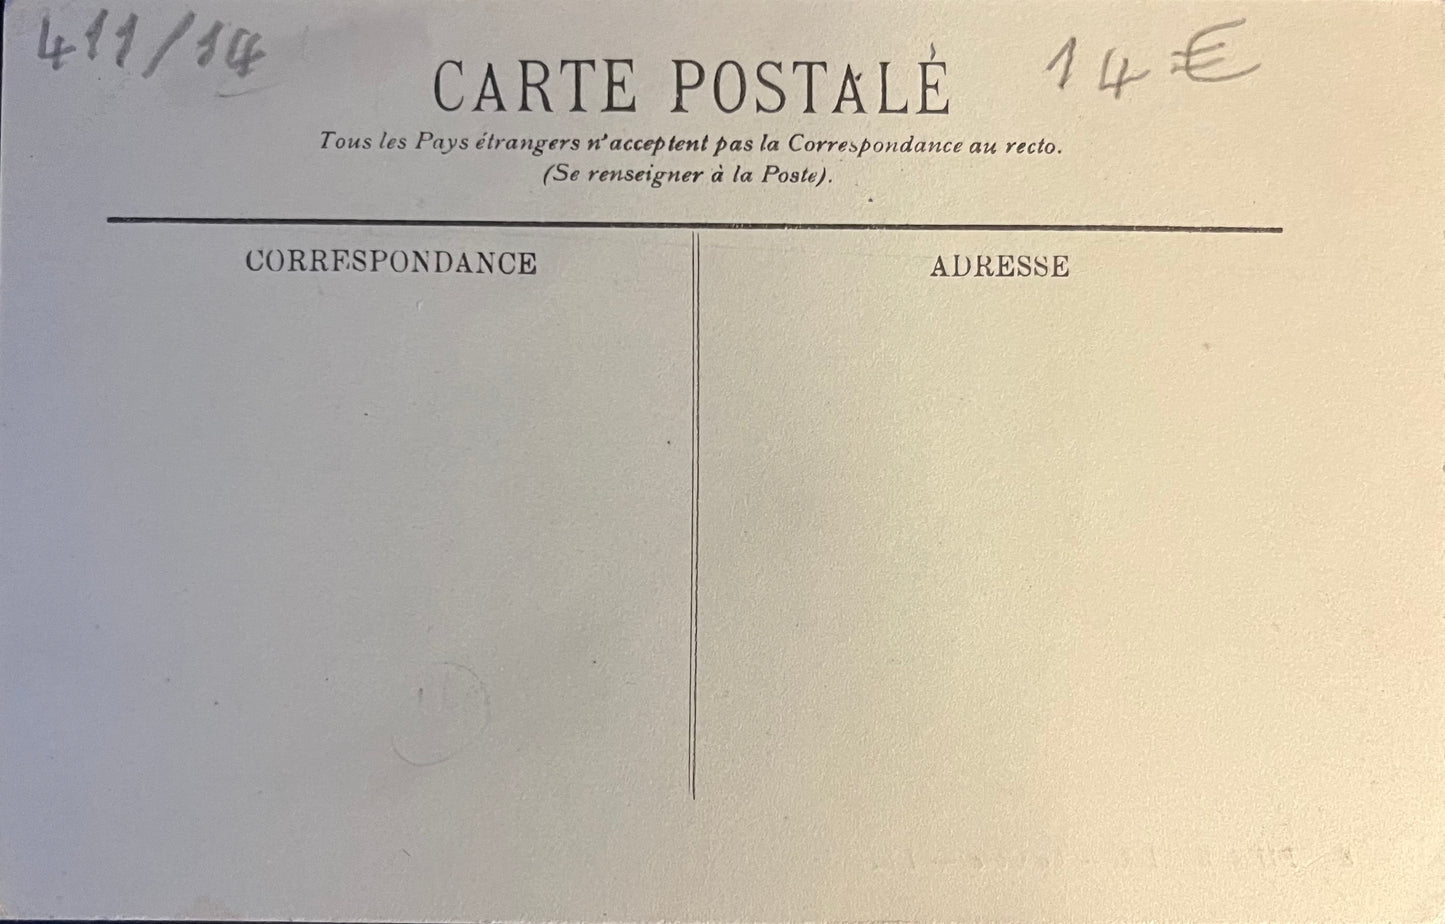 411/14
CARTE POSTALE
14 €
Tous les Pays étrangers n'acceptent pas la Correspondance au recto.
(Se renseigner à la Poste).
CORRESPONDANCE
ADRESSE